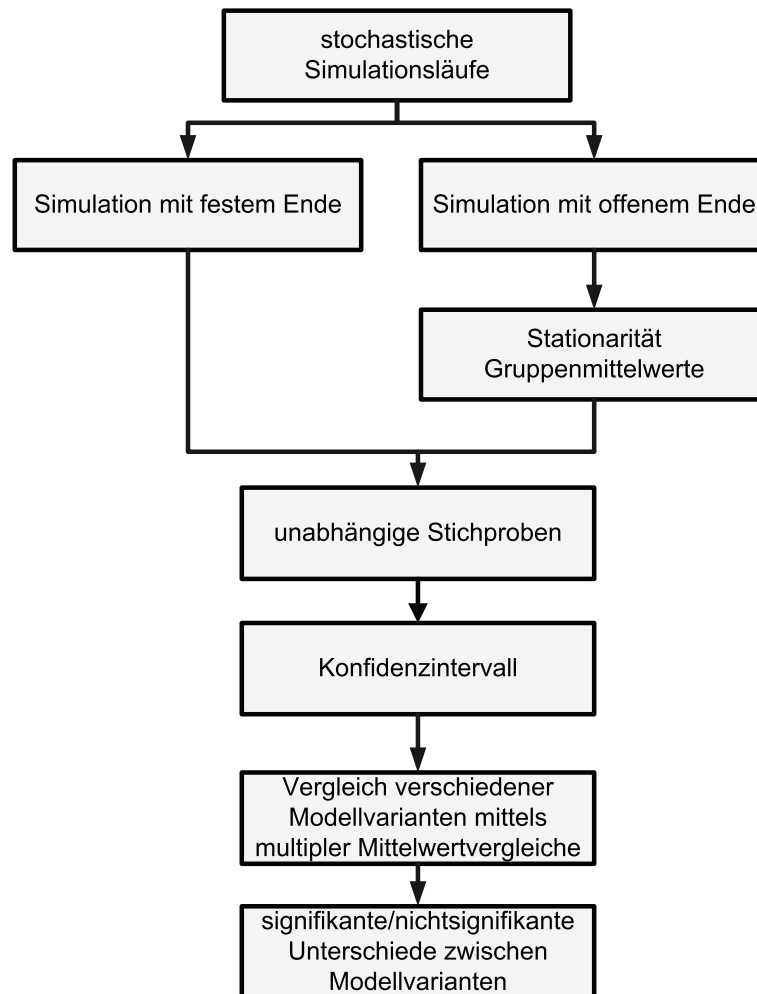 stochastische
Simulationsläufe
Simulation mit festem Ende
Simulation mit offenem Ende
Stationarität
Gruppenmittelwerte
unabhängige Stichproben
Konfidenzintervall
Vergleich verschiedener
Modellvarianten mittels
multipler Mittelwertvergleiche
signifikante/nichtsignifikante
Unterschiede zwischen
Modellvarianten